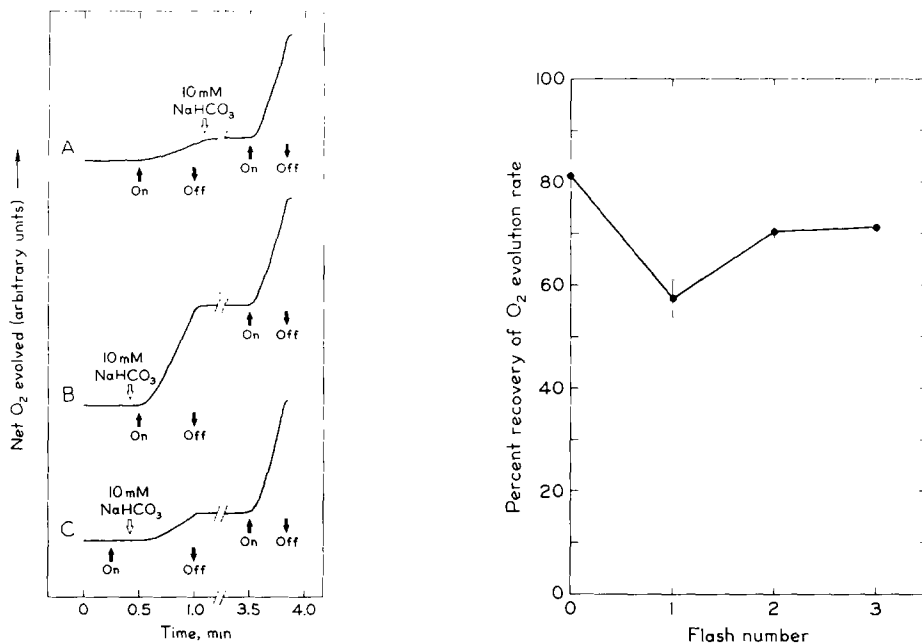 Net O₂ evolved (arbitrary units) →
A
10 mM
NaHCO₃
On
Off
On
Off
B
10 mM
NaHCO₃
On
Off
On
Off
C
10 mM
NaHCO₃
On
Off
On
Off
0 0.5 1.0 3.5 4.0
Time, min
Percent recovery of O₂ evolution rate
100
80
60
40
20
0
0 1 2 3
Flash number